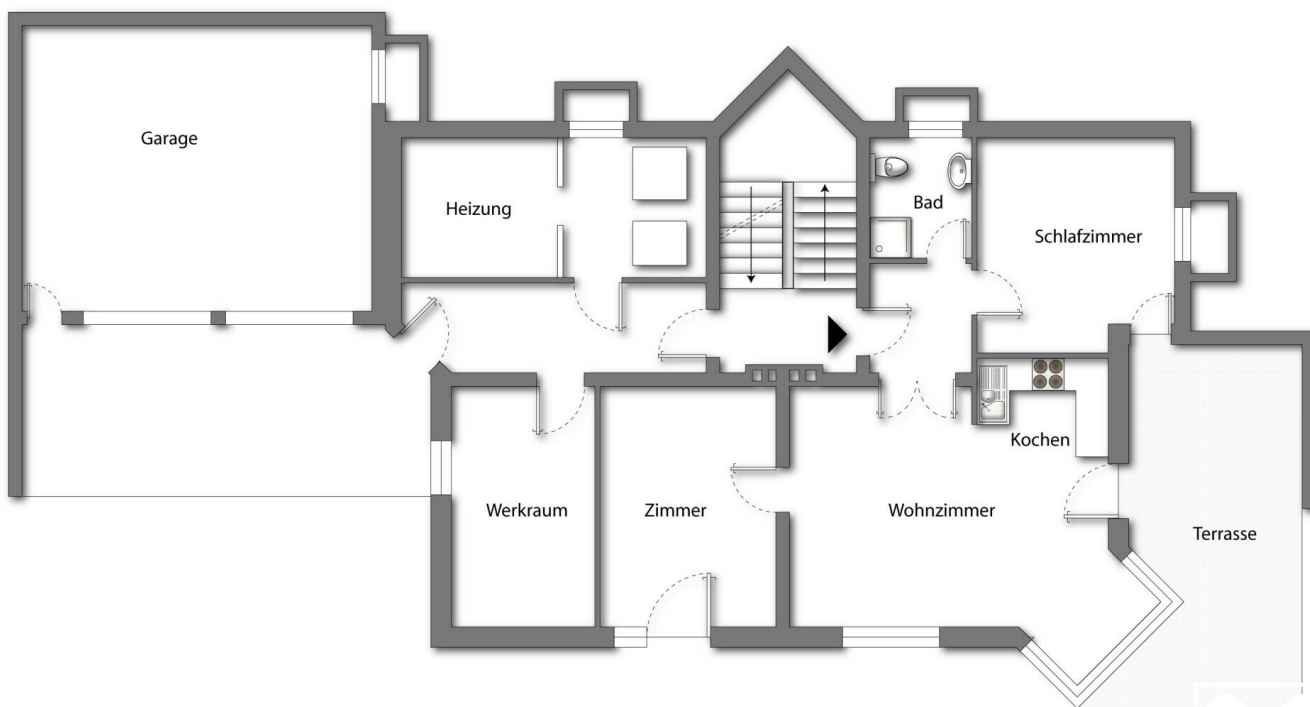 Garage
Heizung
Bad
Schlafzimmer
Kochen
Werkraum
Zimmer
Wohnzimmer
Terrasse